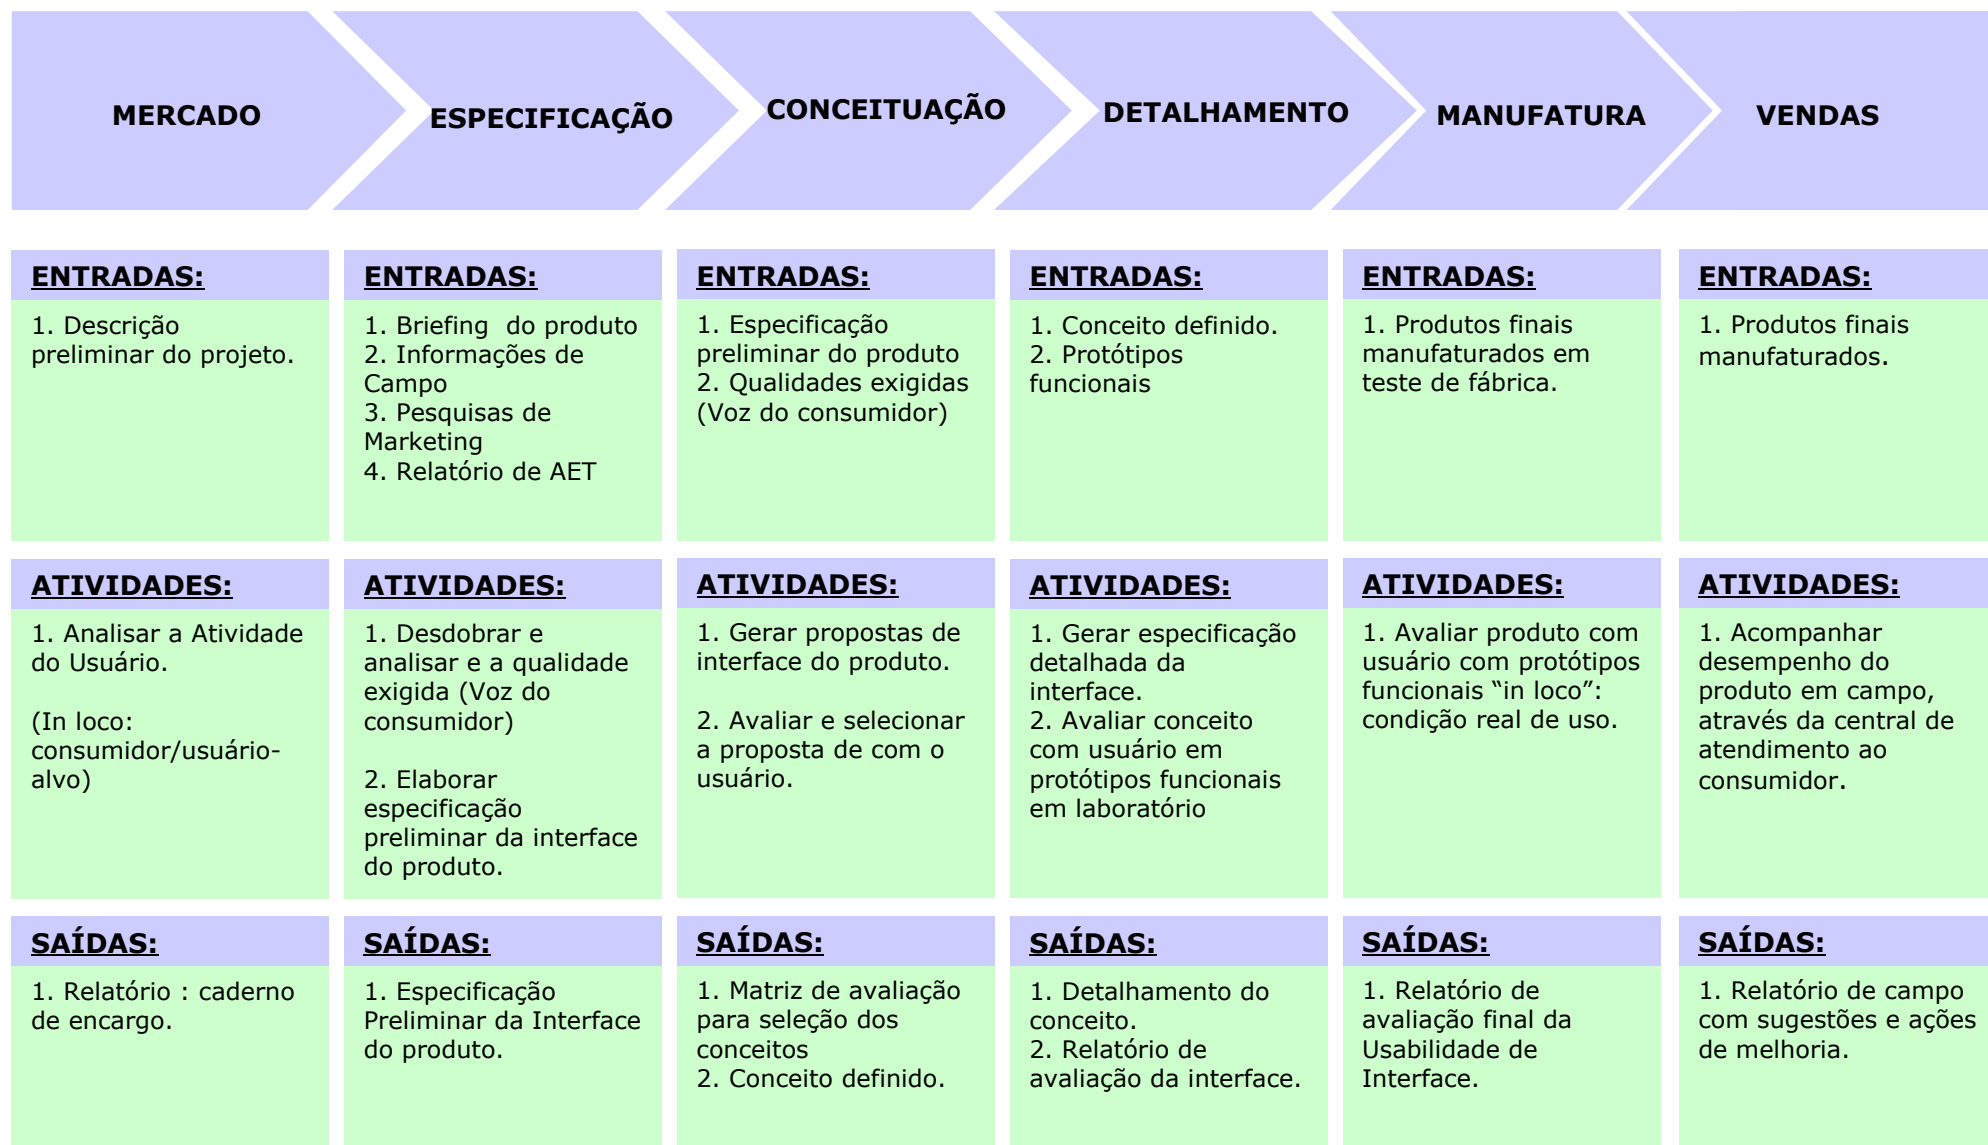 MERCADO
ESPECIFICAÇÃO
CONCEITUAÇÃO
DETALHAMENTO
MANUFATURA
VENDAS
ENTRADAS:
1. Descrição
preliminar do projeto.
ENTRADAS:
1. Briefing  do produto
2. Informações de
Campo
3. Pesquisas de
Marketing
4. Relatório de AET
ENTRADAS:
1. Especificação
preliminar do produto
2. Qualidades exigidas
(Voz do consumidor)
ENTRADAS:
1. Conceito definido.
2. Protótipos
funcionais
ENTRADAS:
1. Produtos finais
manufaturados em
teste de fábrica.
ENTRADAS:
1. Produtos finais
manufaturados.
ATIVIDADES:
1. Analisar a Atividade
do Usuário.
(In loco:
consumidor/usuário-
alvo)
ATIVIDADES:
1. Desdobrar e
analisar e a qualidade
exigida (Voz do
consumidor)
2. Elaborar
especificação
preliminar da interface
do produto.
ATIVIDADES:
1. Gerar propostas de
interface do produto.
2. Avaliar e selecionar
a proposta de com o
usuário.
ATIVIDADES:
1. Gerar especificação
detalhada da
interface.
2. Avaliar conceito
com usuário em
protótipos funcionais
em laboratório
ATIVIDADES:
1. Avaliar produto com
usuário com protótipos
funcionais “in loco”:
condição real de uso.
ATIVIDADES:
1. Acompanhar
desempenho do
produto em campo,
através da central de
atendimento ao
consumidor.
SAÍDAS:
1. Relatório : caderno
de encargo.
SAÍDAS:
1. Especificação
Preliminar da Interface
do produto.
SAÍDAS:
1. Matriz de avaliação
para seleção dos
conceitos
2. Conceito definido.
SAÍDAS:
1. Detalhamento do
conceito.
2. Relatório de
avaliação da interface.
SAÍDAS:
1. Relatório de
avaliação final da
Usabilidade de
Interface.
SAÍDAS:
1. Relatório de campo
com sugestões e ações
de melhoria.